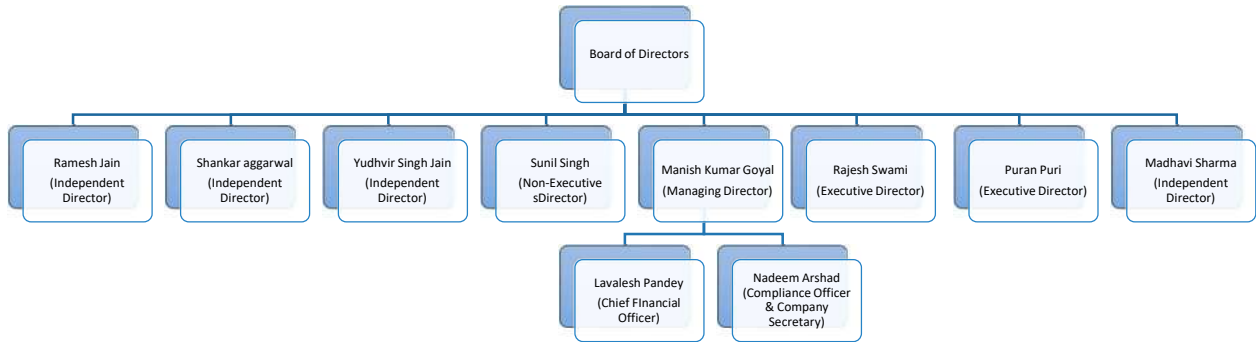 Board of Directors
Ramesh Jain
(Independent
Director)
Shankar aggarwal
(Independent
Director)
Yudhvir Singh Jain
(Independent
Director)
Sunil Singh
(Non-Executive
sDirector)
Manish Kumar Goyal
(Managing Director)
Rajesh Swami
(Executive Director)
Puran Puri
(Executive Director)
Madhavi Sharma
(Independent
Director)
Lavalesh Pandey
(Chief FInancial
Officer)
Nadeem Arshad
(Compliance Officer
& Company
Secretary)